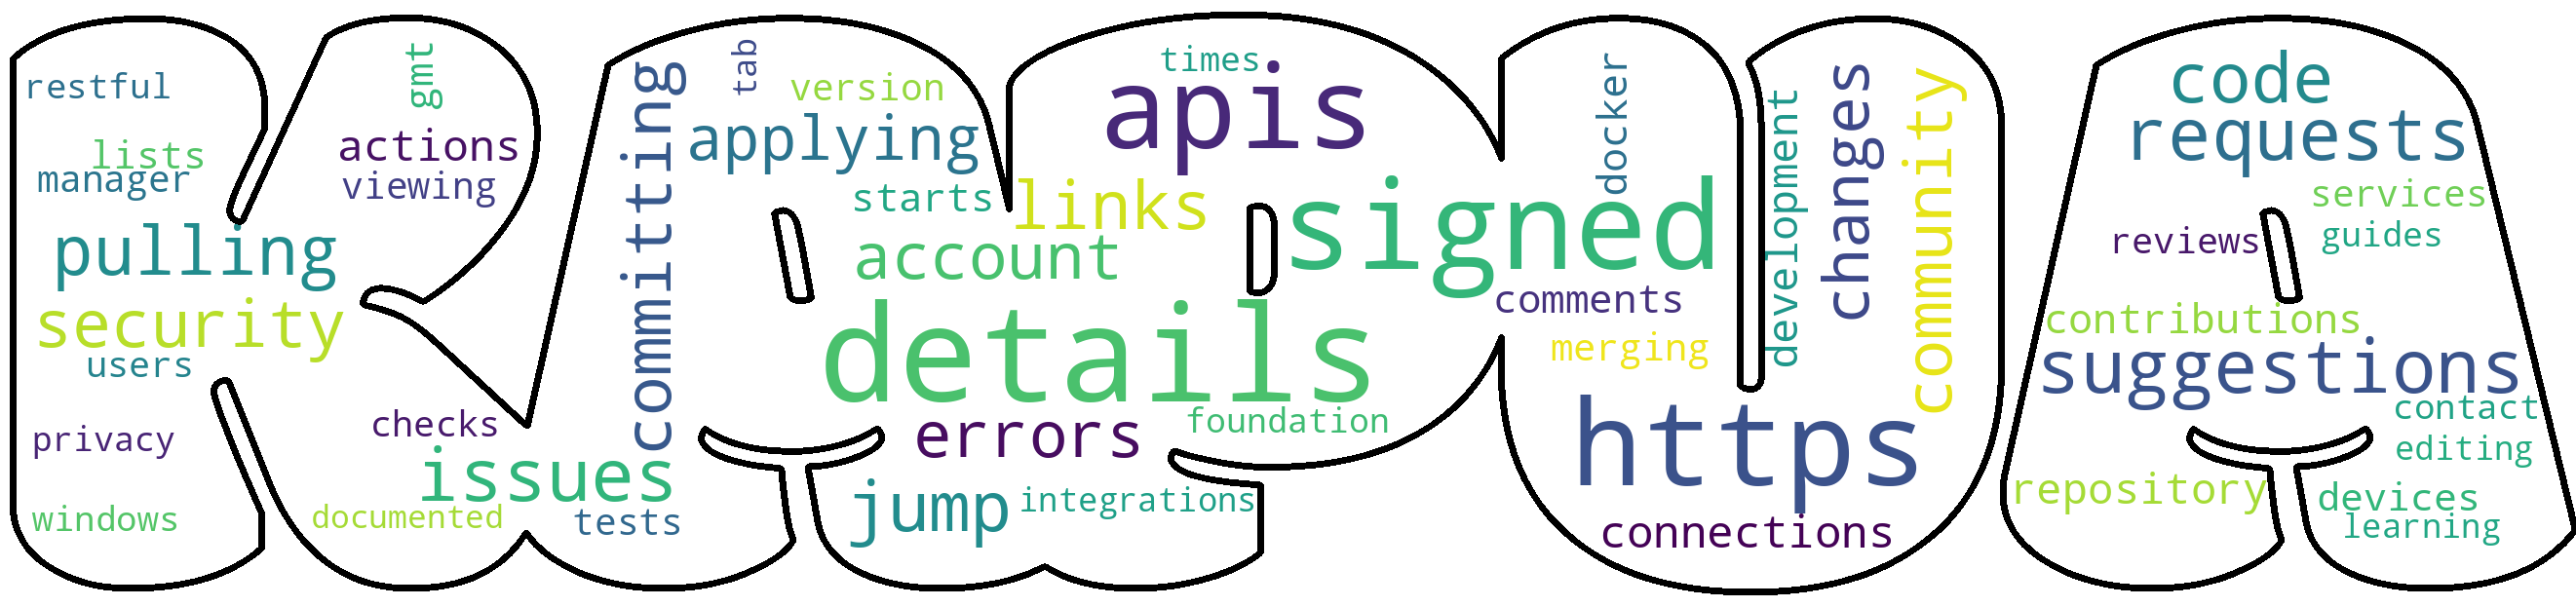 restful
lists
manager
pulling
security
users
privacy
windows
gmt
actions
viewing
checks
issues
documented
tests
committing
tab
version
applying
starts
links
account
details
errors
foundation
jump
integrations
times
apis
signed
comments
merging
docker
development
changes
community
https
connections
code
requests
services
reviews
guides
contributions
suggestions
contact
editing
repository
devices
learning
KAPUA